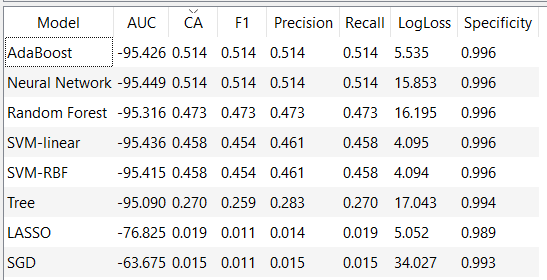 Model AUC CA F1 Precision Recall LogLoss Specificity
AdaBoost -95.426 0.514 0.514 0.514 0.514 5.535 0.996
Neural Network -95.449 0.514 0.514 0.514 0.514 15.853 0.996
Random Forest -95.316 0.473 0.473 0.473 0.473 16.195 0.996
SVM-linear -95.436 0.458 0.454 0.461 0.458 4.095 0.996
SVM-RBF -95.415 0.458 0.454 0.461 0.458 4.094 0.996
Tree -95.090 0.270 0.259 0.283 0.270 17.043 0.994
LASSO -76.825 0.019 0.011 0.014 0.019 5.052 0.989
SGD -63.675 0.015 0.011 0.015 0.015 34.027 0.993